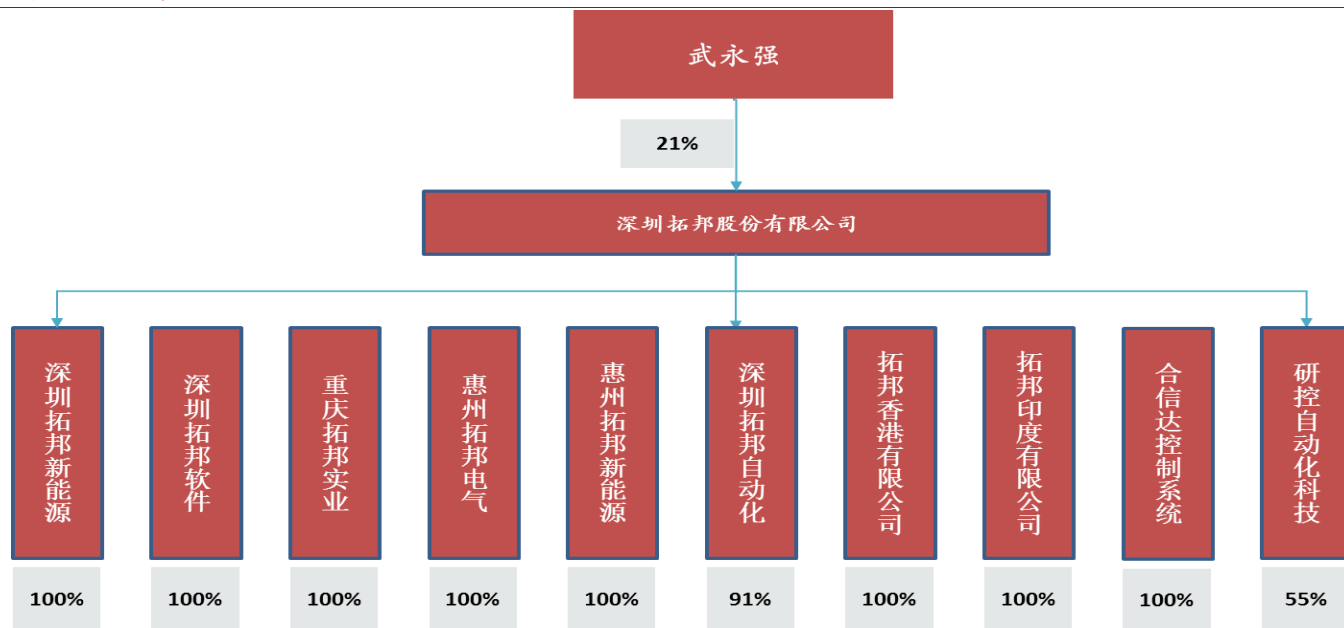 武永强
21%
深圳拓邦股份有限公司
深圳拓邦新能源
深圳拓邦软件
重庆拓邦实业
惠州拓邦电气
惠州拓邦新能源
深圳拓邦自动化
拓邦香港有限公司
拓邦印度有限公司
合信达控制系统
研控自动化科技
100%
100%
100%
100%
100%
91%
100%
100%
100%
55%